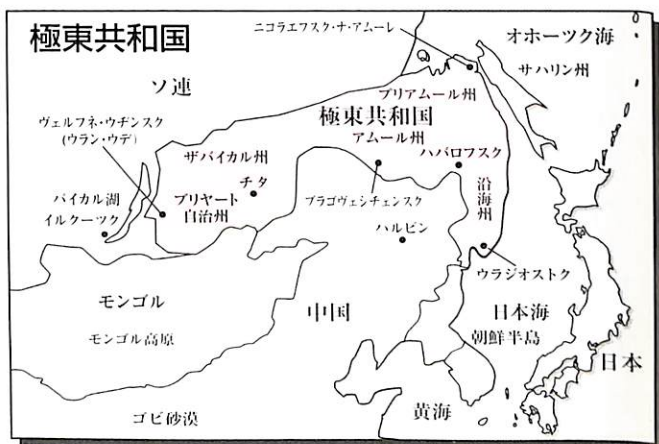 極東共和国
ニコラエフスク・ナ・アムーレ
オホーツク海
サハリン州
ソ連
プリアムール州
ヴェルフネ・ウヂンスク
(ウラン・ウデ)
極東共和国
アムール州
ザバイカル州
ハバロフスク
チタ
バイカル湖
イルクーツク
ブリヤート
自治州
ブラゴヴェシチェンスク
沿海州
ハルビン
ウラジオストク
モンゴル
中国
日本海
モンゴル高原
朝鮮半島
日本
黄海
ゴビ砂漠